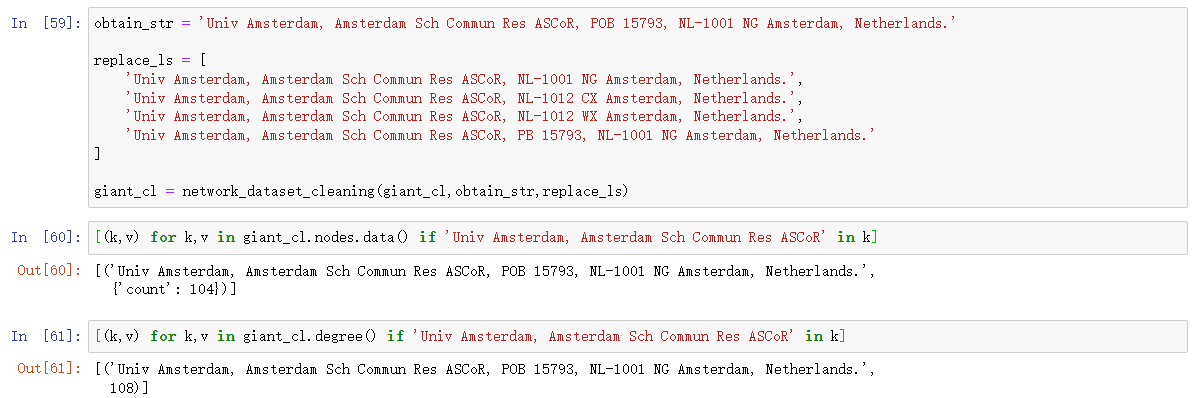 In [59]: obtain_str = 'Univ Amsterdam, Amsterdam Sch Commun Res ASCoR, POB 15793, NL-1001 NG Amsterdam, Netherlands.'
replace_ls = [
'Univ Amsterdam, Amsterdam Sch Commun Res ASCoR, NL-1001 NG Amsterdam, Netherlands.',
'Univ Amsterdam, Amsterdam Sch Commun Res ASCoR, NL-1012 CX Amsterdam, Netherlands.',
'Univ Amsterdam, Amsterdam Sch Commun Res ASCoR, NL-1012 WX Amsterdam, Netherlands.',
'Univ Amsterdam, Amsterdam Sch Commun Res ASCoR, PB 15793, NL-1001 NG Amsterdam, Netherlands.'
]
giant_cl = network_dataset_cleaning(giant_cl,obtain_str,replace_ls)
In [60]: [(k,v) for k,v in giant_cl.nodes.data() if 'Univ Amsterdam, Amsterdam Sch Commun Res ASCoR' in k]
Out[60]: [('Univ Amsterdam, Amsterdam Sch Commun Res ASCoR, POB 15793, NL-1001 NG Amsterdam, Netherlands.',
{'count': 104})]
In [61]: [(k,v) for k,v in giant_cl.degree() if 'Univ Amsterdam, Amsterdam Sch Commun Res ASCoR' in k]
Out[61]: [('Univ Amsterdam, Amsterdam Sch Commun Res ASCoR, POB 15793, NL-1001 NG Amsterdam, Netherlands.',
108)]